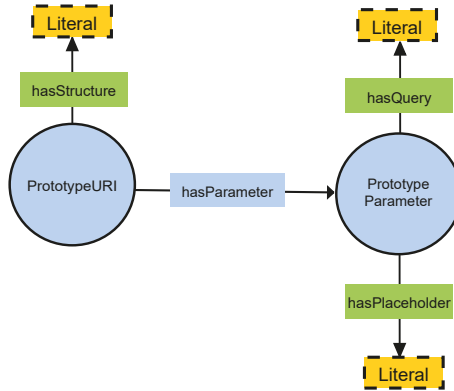 Literal
Literal
hasStructure
hasQuery
PrototypeURI
hasParameter
Prototype
Parameter
hasPlaceholder
Literal